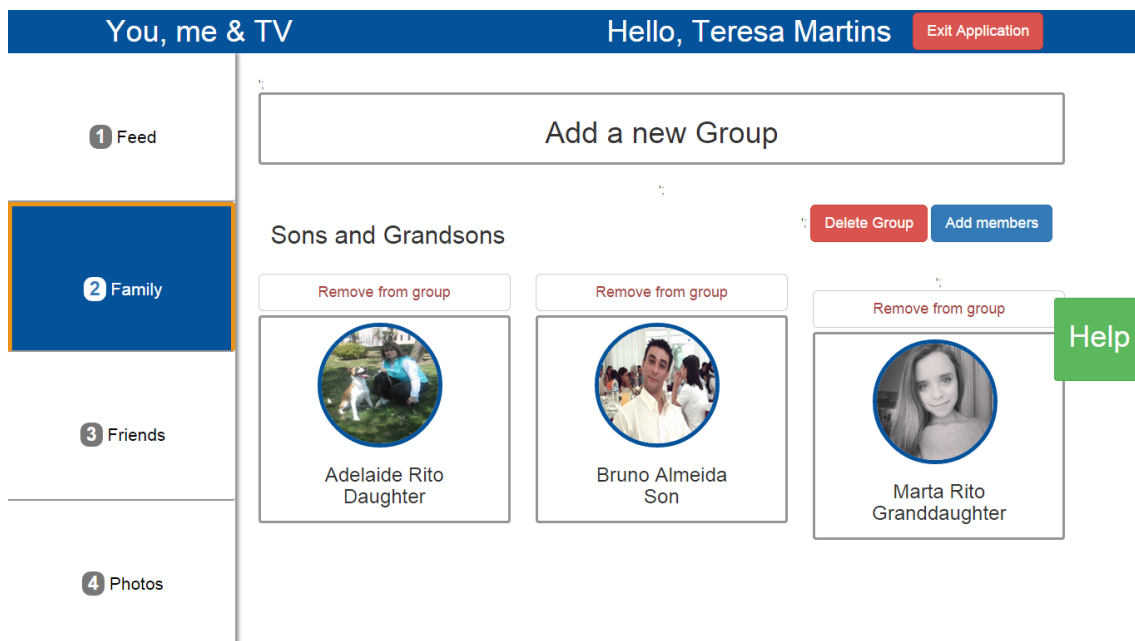 You, me & TV
Hello, Teresa Martins
Exit Application
1 Feed
2 Family
3 Friends
4 Photos
';
Add a new Group
';
Sons and Grandsons
';
Delete Group
Add members
Remove from group
Adelaide Rito
Daughter
Remove from group
Bruno Almeida
Son
';
Remove from group
Marta Rito
Granddaughter
Help